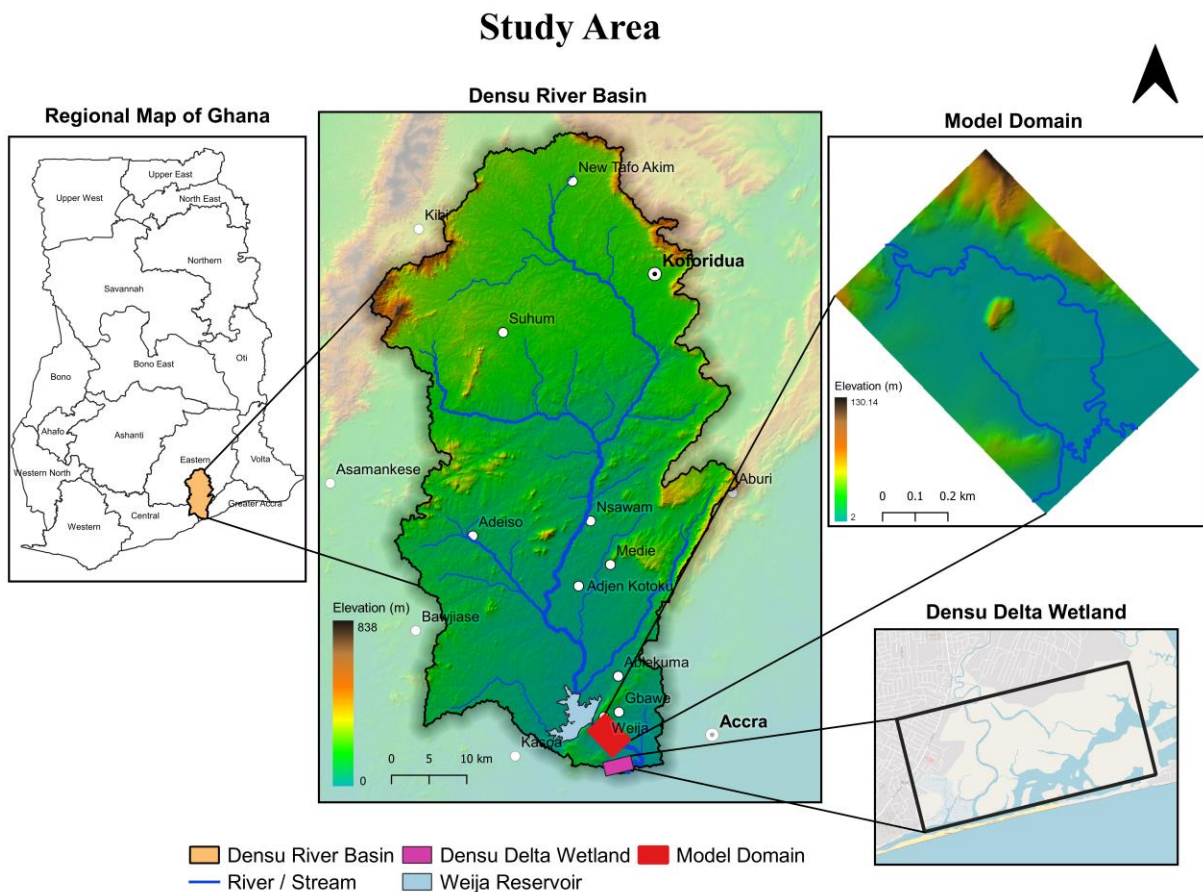 Study Area
Regional Map of Ghana
Upper West
Upper East
North East
Northern
Savannah
Bono
Bono East
Oti
Ahafo
Ashanti
Eastern
Volta
Western North
Central
Greater Accra
Western
Densu River Basin
New Tafo Akim
Kibi
Koforidua
Suhum
Asamankese
Aburi
Nsawam
Adeiso
Medie
Adjen Kotoku
Bawjiase
Ablekuma
Gbawe
Weija
Accra
Kasoa
Elevation (m)
838
0
0 5 10 km
Model Domain
Elevation (m)
130.14
2
0 0.1 0.2 km
Densu Delta Wetland
Densu River Basin
Densu Delta Wetland
Model Domain
River / Stream
Weija Reservoir